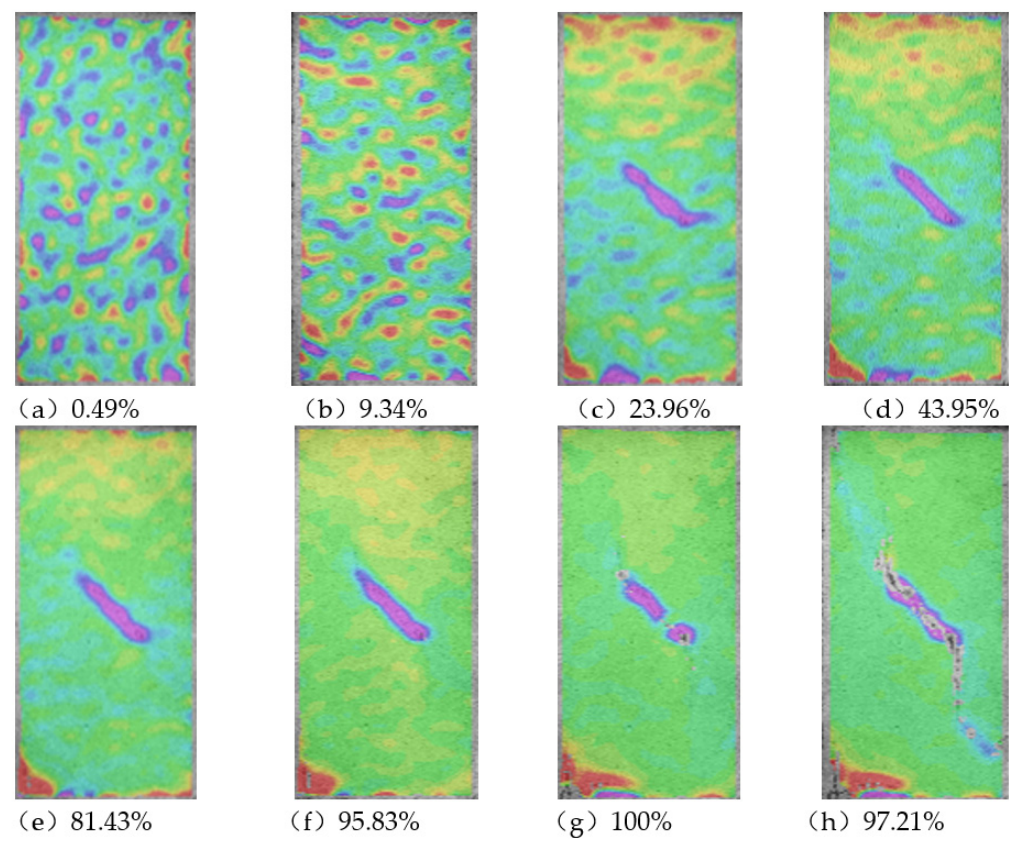 （a）0.49%
（b）9.34%
（c）23.96%
（d）43.95%
（e）81.43%
（f）95.83%
（g）100%
（h）97.21%